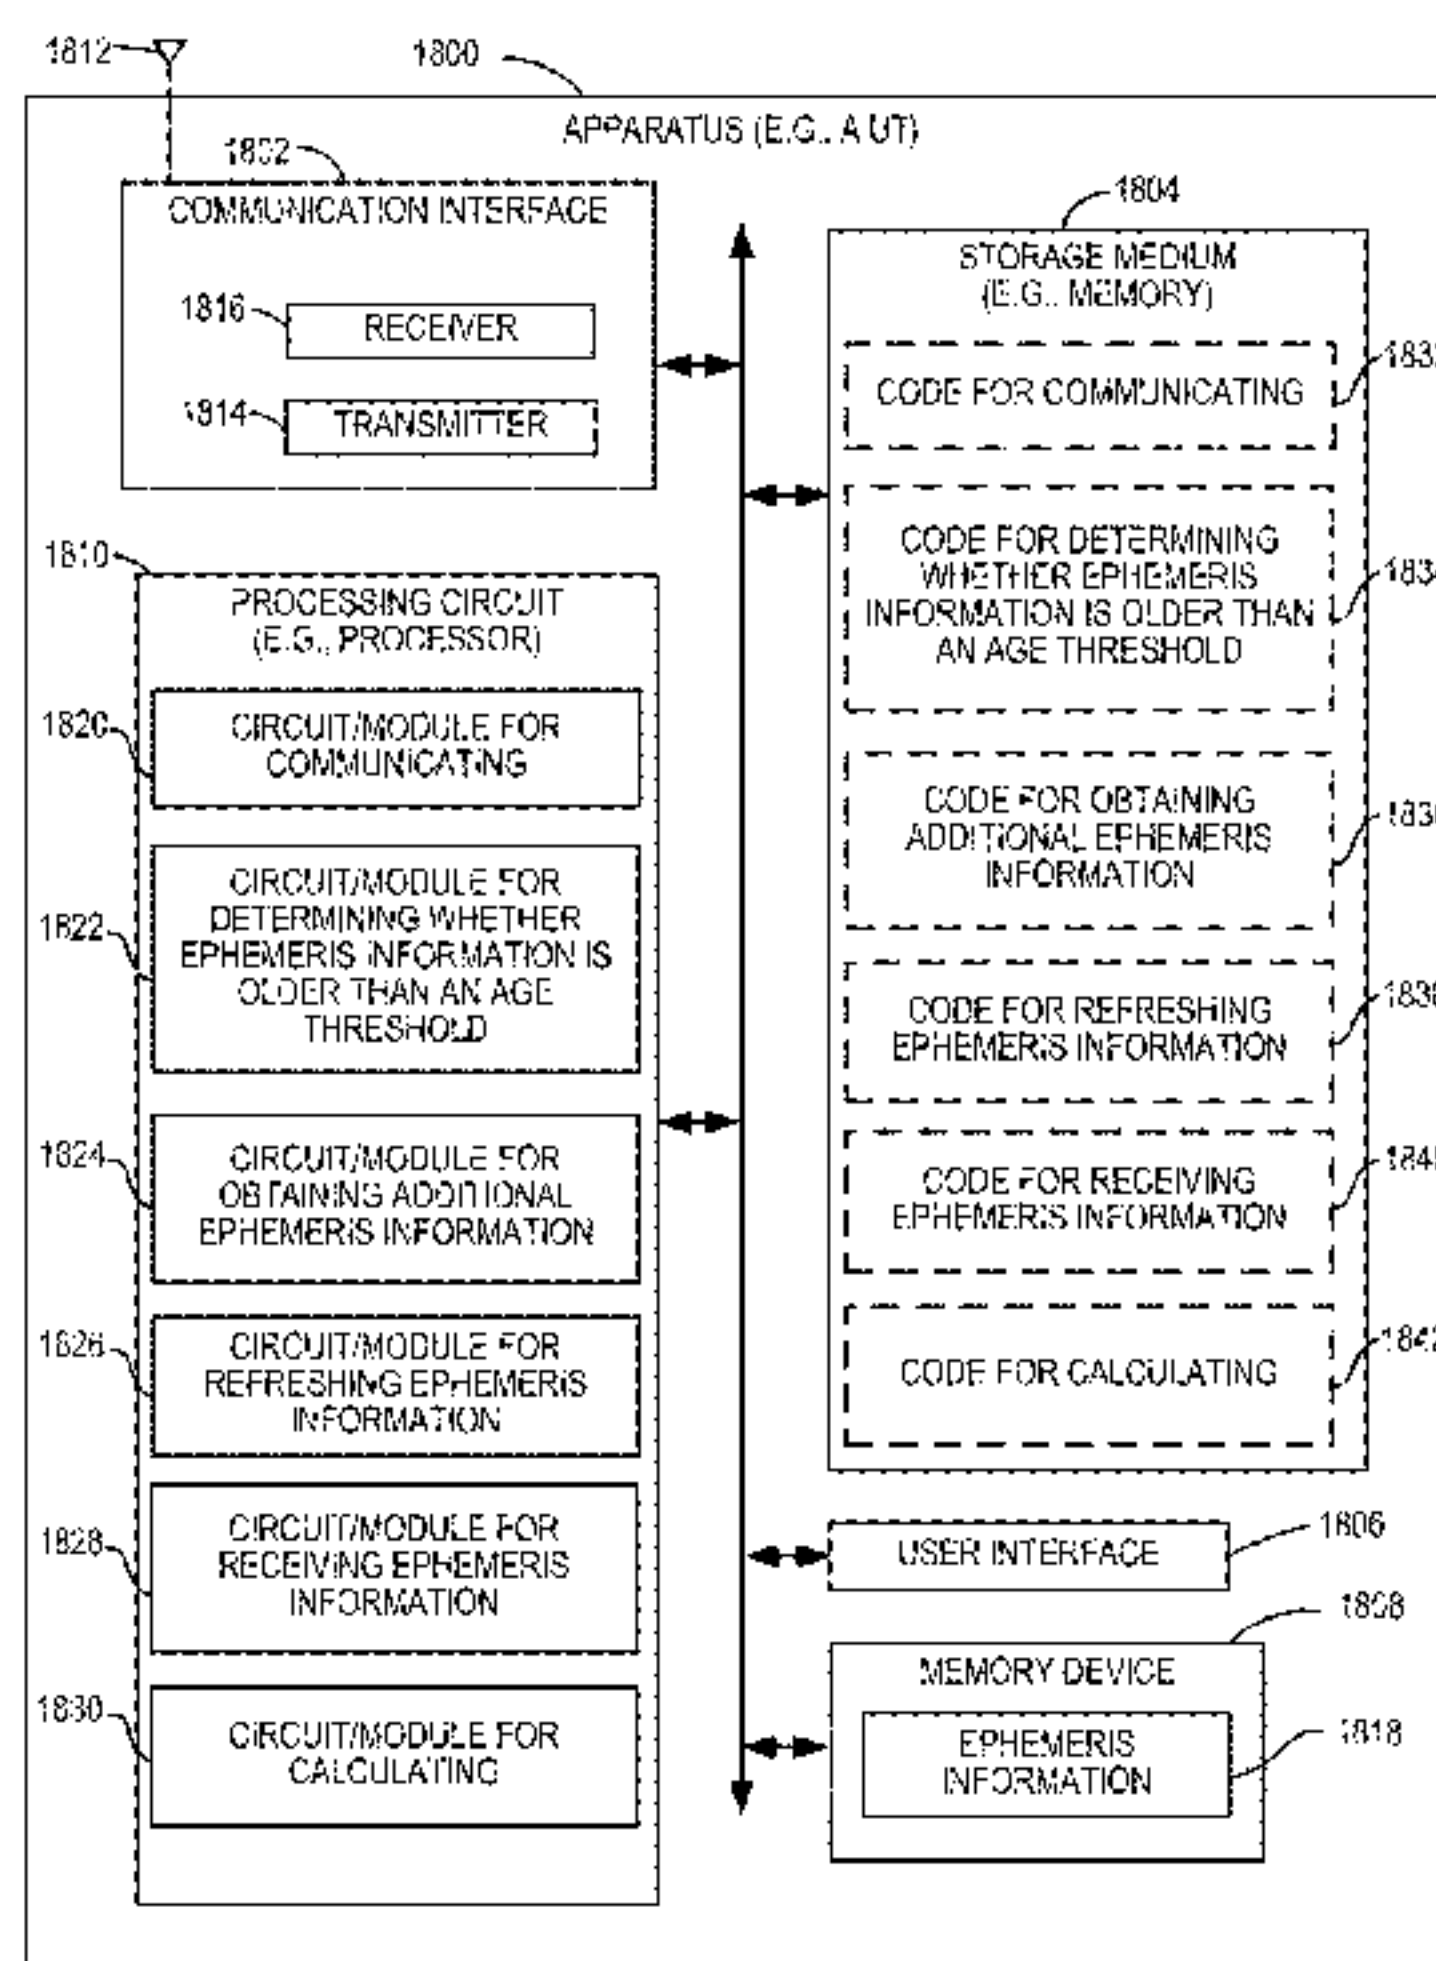 1812
1800
APPARATUS (E.G., A UT)
1802
COMMUNICATION INTERFACE
1816
RECEIVER
1814
TRANSMITTER
1810
PROCESSING CIRCUIT
(E.G., PROCESSOR)
1820
CIRCUIT/MODULE FOR
COMMUNICATING
1822
CIRCUIT/MODULE FOR
DETERMINING WHETHER
EPHEMERIS INFORMATION IS
OLDER THAN AN AGE
THRESHOLD
1824
CIRCUIT/MODULE FOR
OBTAINING ADDITIONAL
EPHEMERIS INFORMATION
1826
CIRCUIT/MODULE FOR
REFRESHING EPHEMERIS
INFORMATION
1828
CIRCUIT/MODULE FOR
RECEIVING EPHEMERIS
INFORMATION
1830
CIRCUIT/MODULE FOR
CALCULATING
1804
STORAGE MEDIUM
(E.G., MEMORY)
CODE FOR COMMUNICATING
CODE FOR DETERMINING
WHETHER EPHEMERIS
INFORMATION IS OLDER THAN
AN AGE THRESHOLD
CODE FOR OBTAINING
ADDITIONAL EPHEMERIS
INFORMATION
CODE FOR REFRESHING
EPHEMERIS INFORMATION
CODE FOR RECEIVING
EPHEMERIS INFORMATION
CODE FOR CALCULATING
1842
1806
USER INTERFACE
1808
MEMORY DEVICE
1818
EPHEMERIS
INFORMATION